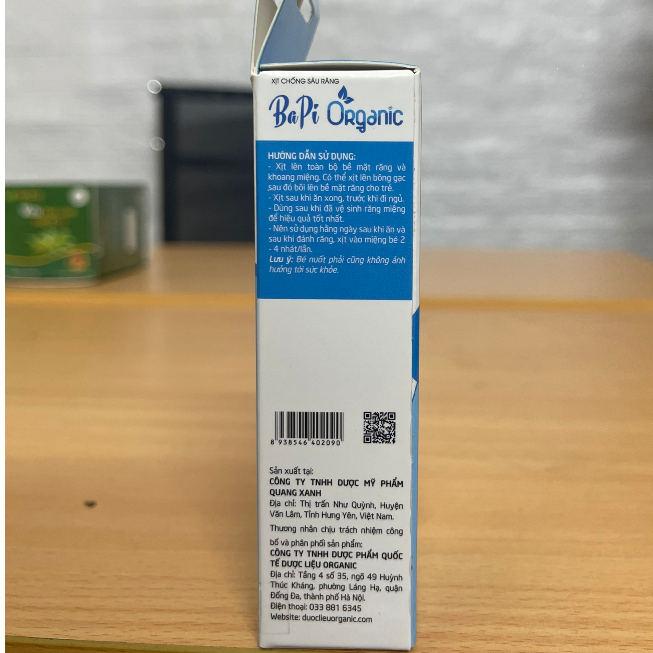 XỊT CHỐNG SÂU RĂNG
BaPi Organic
HƯỚNG DẪN SỬ DỤNG:
- Xịt lên toàn bộ bề mặt răng và
khoang miệng. Có thể xịt lên bông gạc
sau đó bôi lên bề mặt răng cho trẻ.
- Xịt sau khi ăn xong, trước khi đi ngủ.
- Dùng sau khi đã vệ sinh răng miệng
để hiệu quả tốt nhất.
- Nên sử dụng hằng ngày sau khi ăn và
sau khi đánh răng, xịt vào miệng bé 2
- 4 nhát/lần.
Lưu ý: Bé nuốt phải cũng không ảnh
hưởng tới sức khỏe.
8 938546 402090
Sản xuất tại:
CÔNG TY TNHH DƯỢC MỸ PHẨM
QUANG XANH
Địa chỉ: Thị trấn Như Quỳnh, Huyện
Văn Lâm, Tỉnh Hưng Yên, Việt Nam.
Thương nhân chịu trách nhiệm công
bố và phân phối sản phẩm:
CÔNG TY TNHH DƯỢC PHẨM QUỐC
TẾ DƯỢC LIỆU ORGANIC
Địa chỉ: Tầng 4 số 35, ngõ 49 Huỳnh
Thúc Kháng, phường Láng Hạ, quận
Đống Đa, thành phố Hà Nội.
Điện thoại: 033 881 6345
Website: duoclieuorganic.com